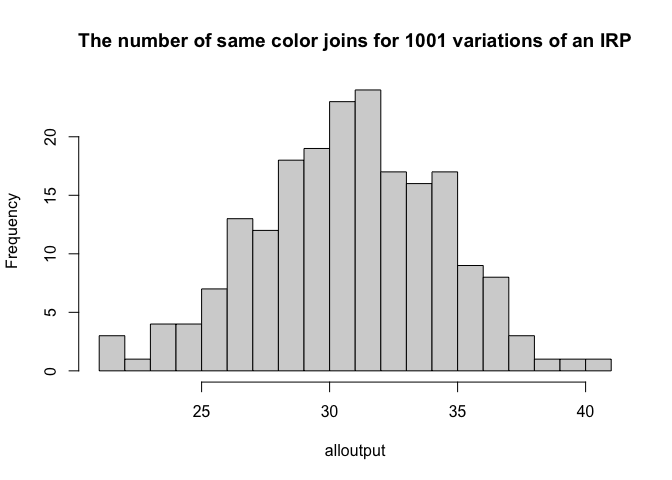 The number of same color joins for 1001 variations of an IRP
Frequency
20
15
10
5
0
25 30 35 40
alloutput